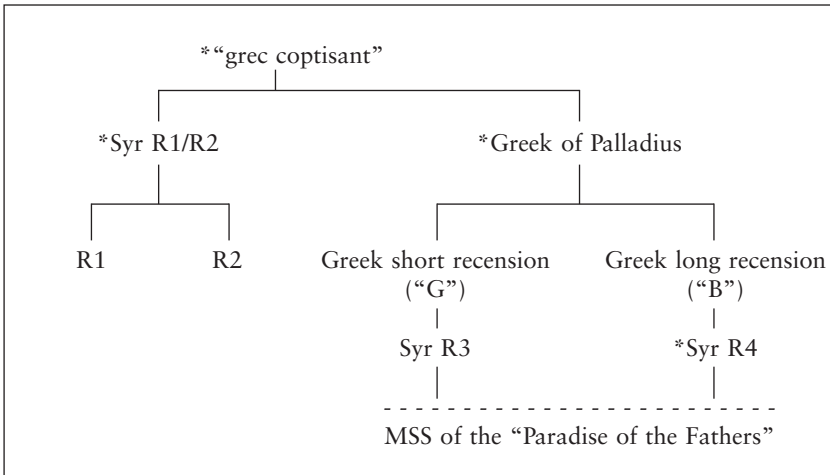 *“grec coptisant”
*Syr R1/R2 *Greek of Palladius
R1 R2 Greek short recension Greek long recension
(“G”) (“B”)
Syr R3 *Syr R4
MSS of the “Paradise of the Fathers”